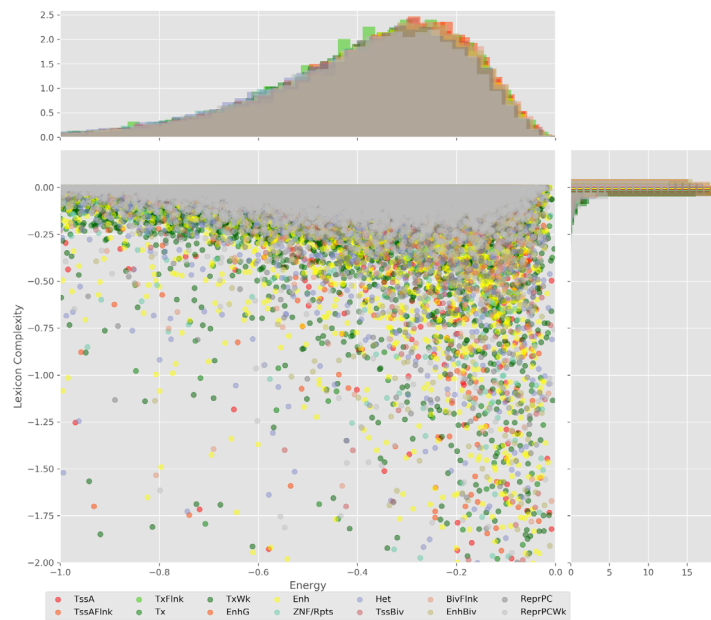 2.5
2.0
1.5
1.0
0.5
0.0
0.00
−0.25
−0.50
−0.75
−1.00
−1.25
−1.50
−1.75
−2.00
Lexicon Complexity
−1.0 −0.8 −0.6 −0.4 −0.2 0.0
Energy
0 5 10 15
TssA TxFlnk TxWk Enh Het BivFlnk ReprPC
TssAFlnk Tx EnhG ZNF/Rpts TssBiv EnhBiv ReprPCWk